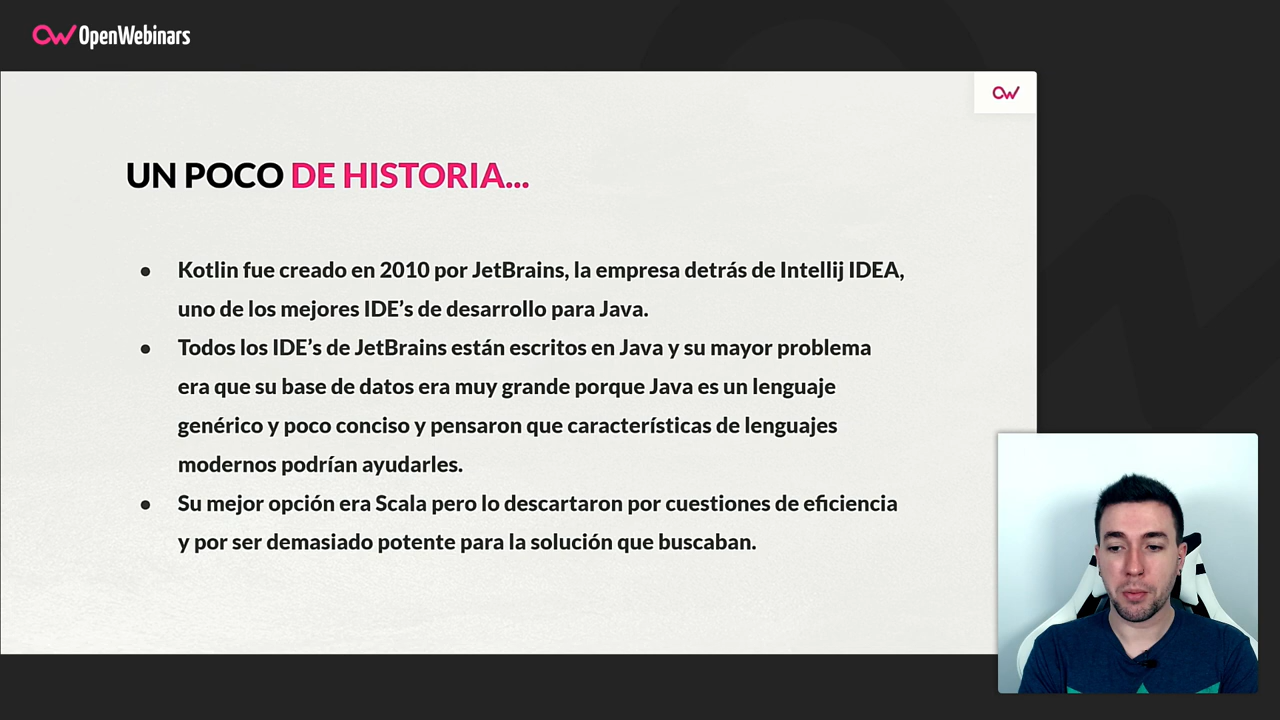 OpenWebinars
UN POCO DE HISTORIA...
● Kotlin fue creado en 2010 por JetBrains, la empresa detrás de Intellij IDEA,
uno de los mejores IDE’s de desarrollo para Java.
● Todos los IDE’s de JetBrains están escritos en Java y su mayor problema
era que su base de datos era muy grande porque Java es un lenguaje
genérico y poco conciso y pensaron que características de lenguajes
modernos podrían ayudarles.
● Su mejor opción era Scala pero lo descartaron por cuestiones de eficiencia
y por ser demasiado potente para la solución que buscaban.